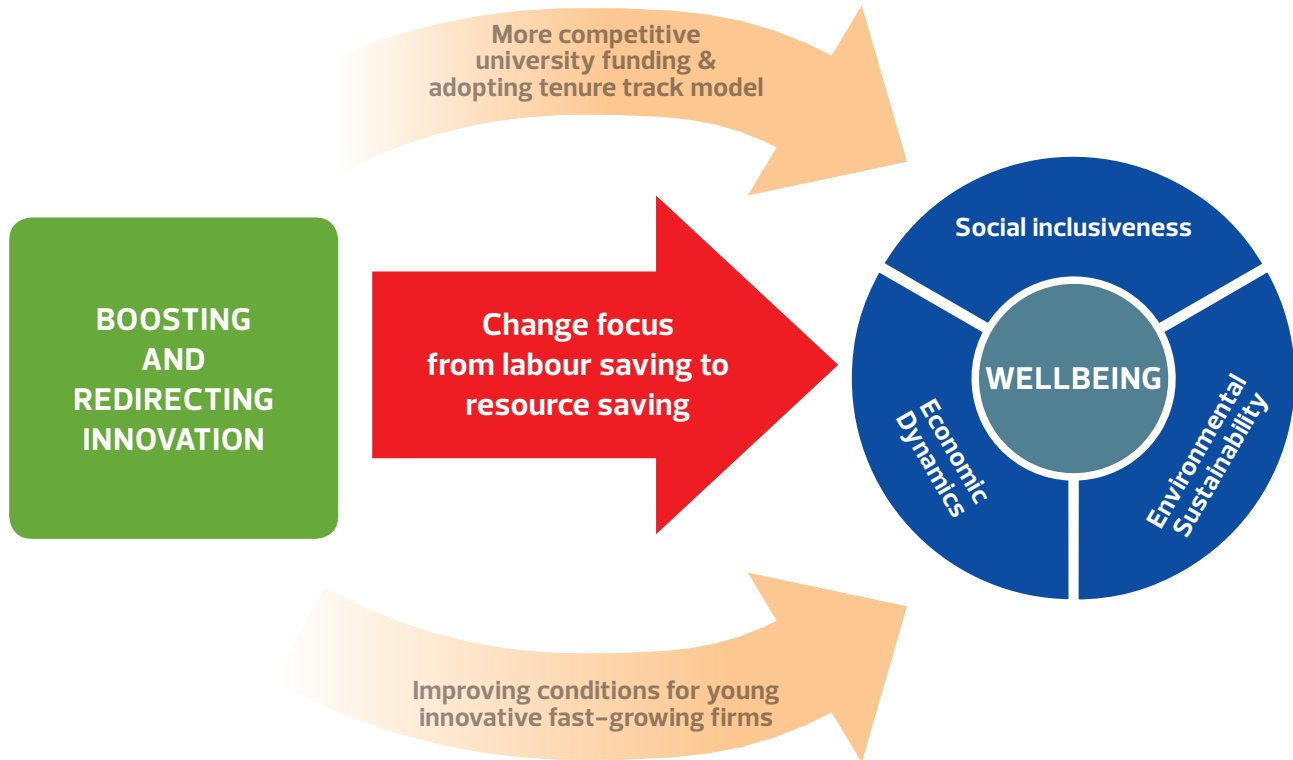 More competitive
university funding &
adopting tenure track model
BOOSTING
AND
REDIRECTING
INNOVATION
Change focus
from labour saving to
resource saving
Social inclusiveness
WELLBEING
Economic
Dynamics
Environmental
Sustainability
Improving conditions for young
innovative fast-growing firms